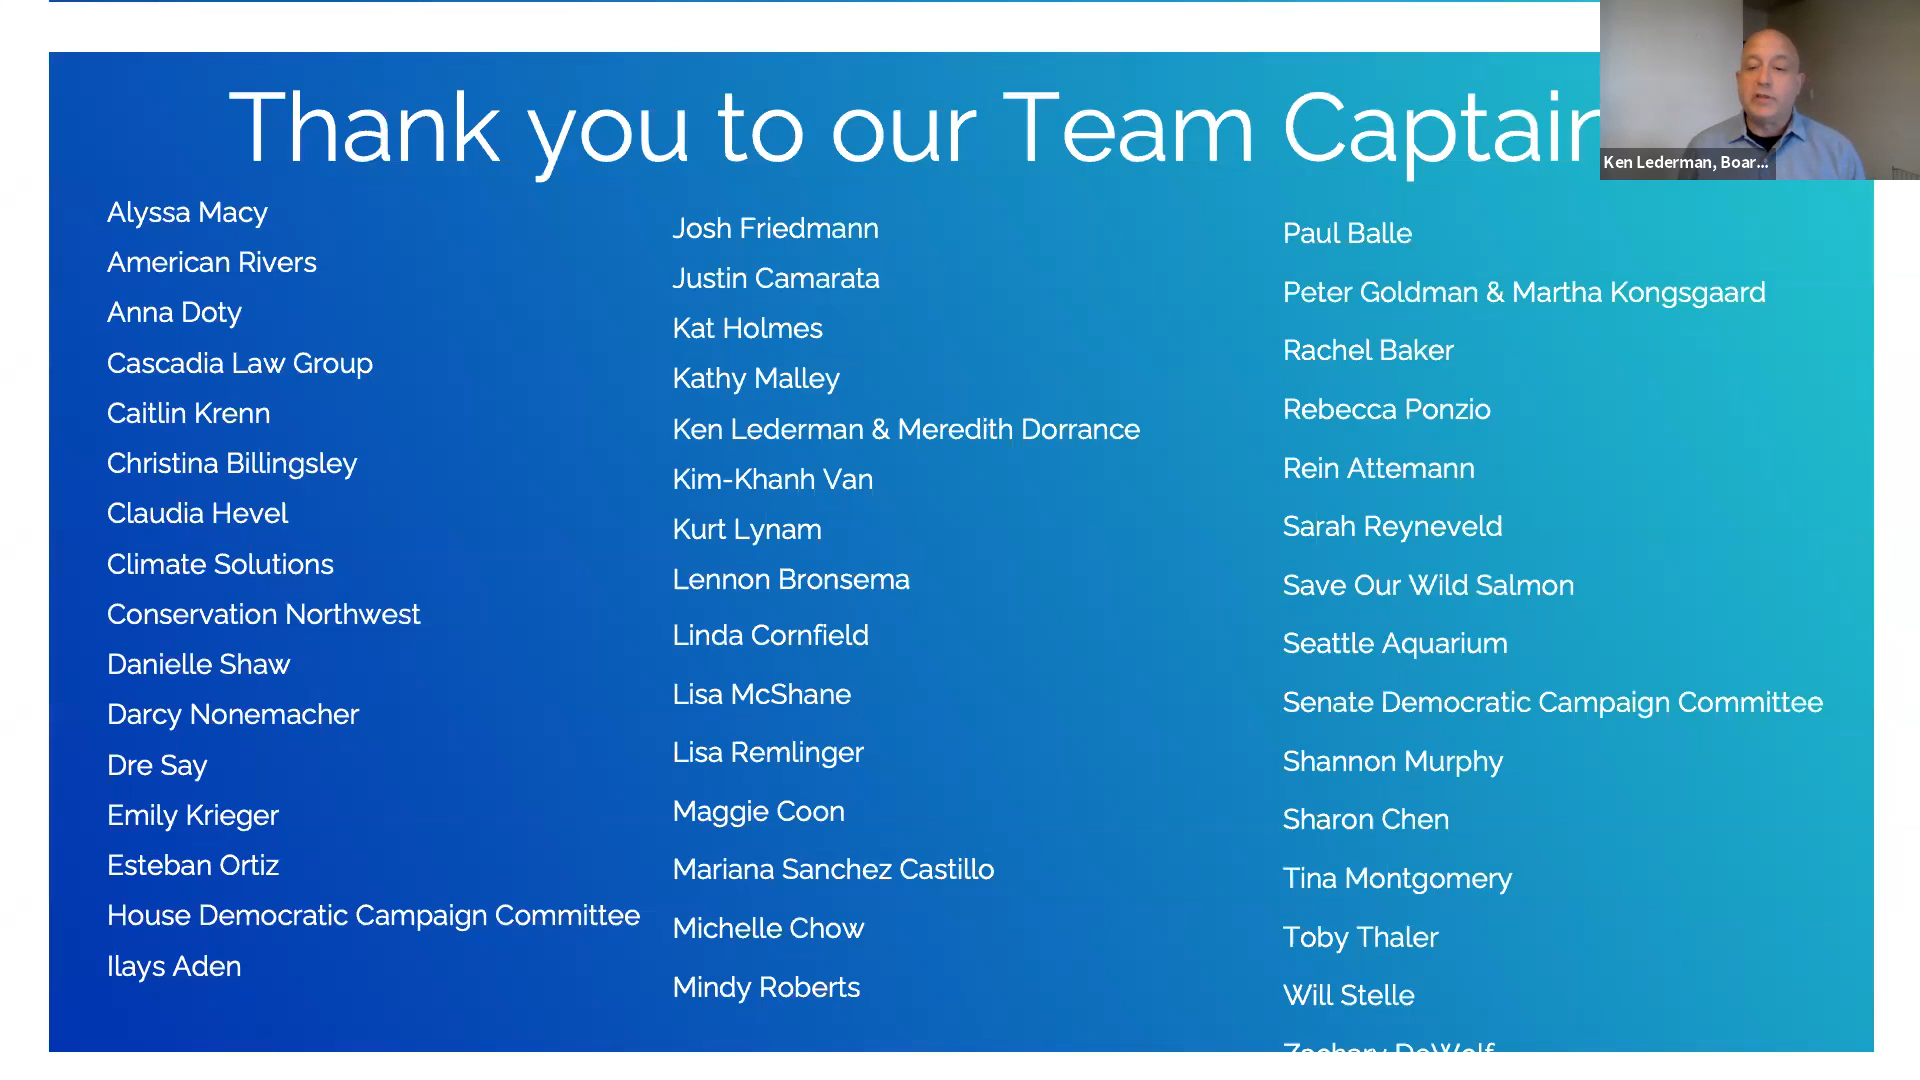 Thank you to our Team Captain
Ken Lederman, Boar...
Alyssa Macy
American Rivers
Anna Doty
Cascadia Law Group
Caitlin Krenn
Christina Billingsley
Claudia Hevel
Climate Solutions
Conservation Northwest
Danielle Shaw
Darcy Nonemacher
Dre Say
Emily Krieger
Esteban Ortiz
House Democratic Campaign Committee
Ilays Aden
Josh Friedmann
Justin Camarata
Kat Holmes
Kathy Malley
Ken Lederman & Meredith Dorrance
Kim-Khanh Van
Kurt Lynam
Lennon Bronsema
Linda Cornfield
Lisa McShane
Lisa Remlinger
Maggie Coon
Mariana Sanchez Castillo
Michelle Chow
Mindy Roberts
Paul Balle
Peter Goldman & Martha Kongsgaard
Rachel Baker
Rebecca Ponzio
Rein Attemann
Sarah Reyneveld
Save Our Wild Salmon
Seattle Aquarium
Senate Democratic Campaign Committee
Shannon Murphy
Sharon Chen
Tina Montgomery
Toby Thaler
Will Stelle
Zachary DeWolf